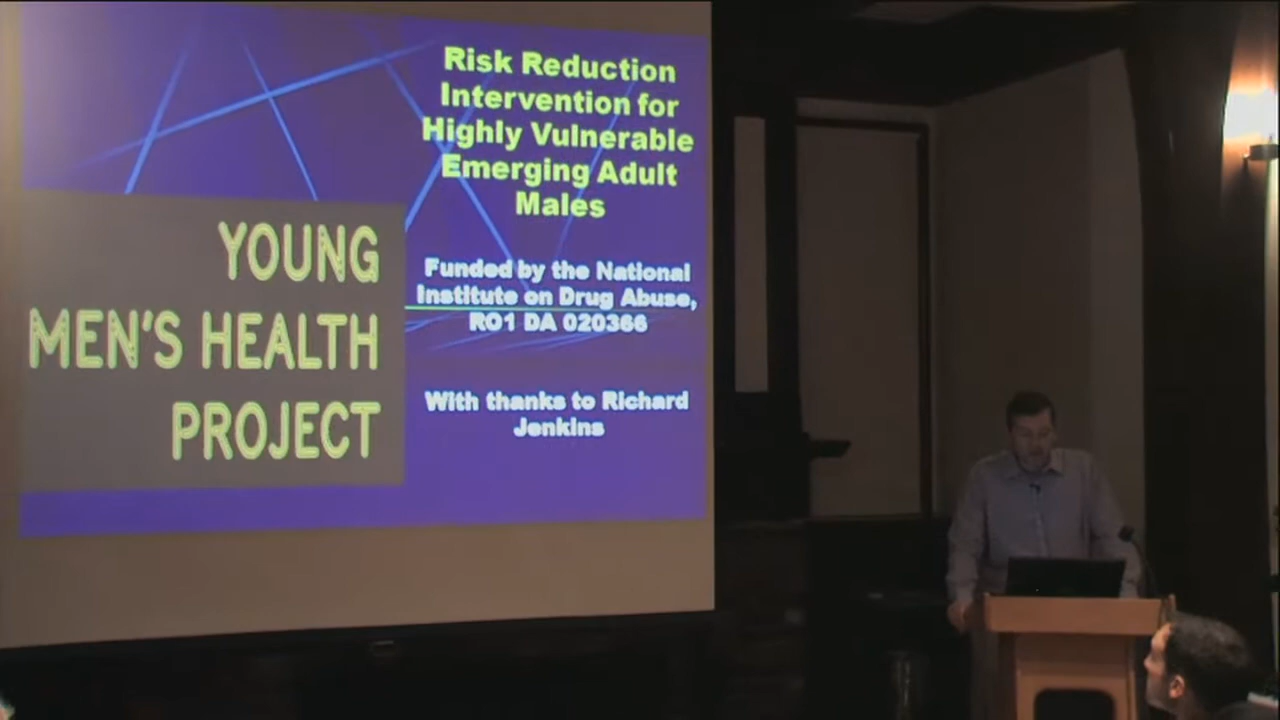 Risk Reduction
Intervention for
Highly Vulnerable
Emerging Adult
Males
YOUNG
MEN'S HEALTH
PROJECT
Funded by the National
Institute on Drug Abuse,
RO1 DA 020366
With thanks to Richard
Jenkins